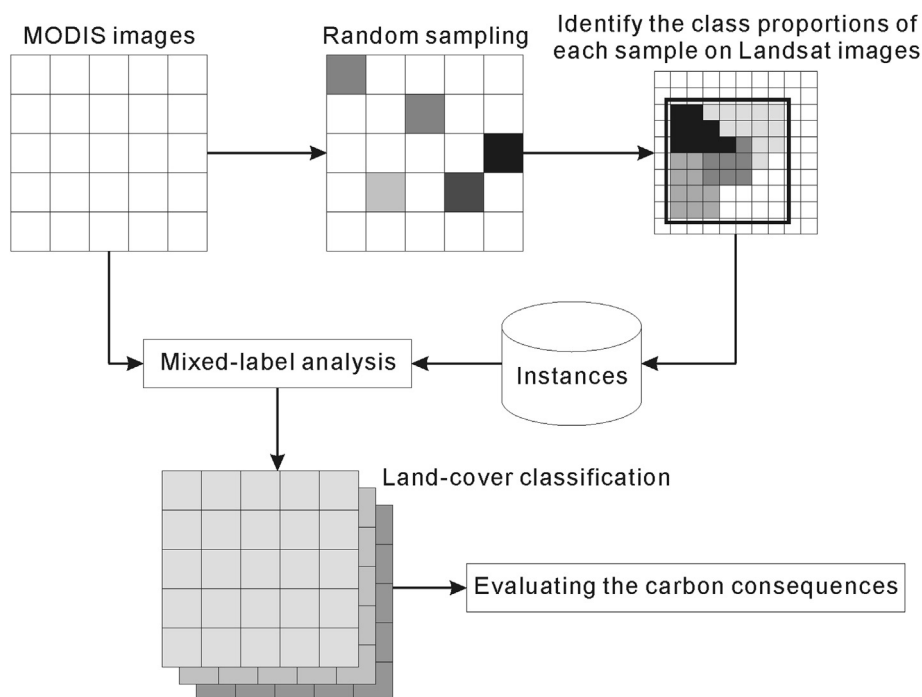 MODIS images
Random sampling
Identify the class proportions of
each sample on Landsat images
Mixed-label analysis
Instances
Land-cover classification
Evaluating the carbon consequences